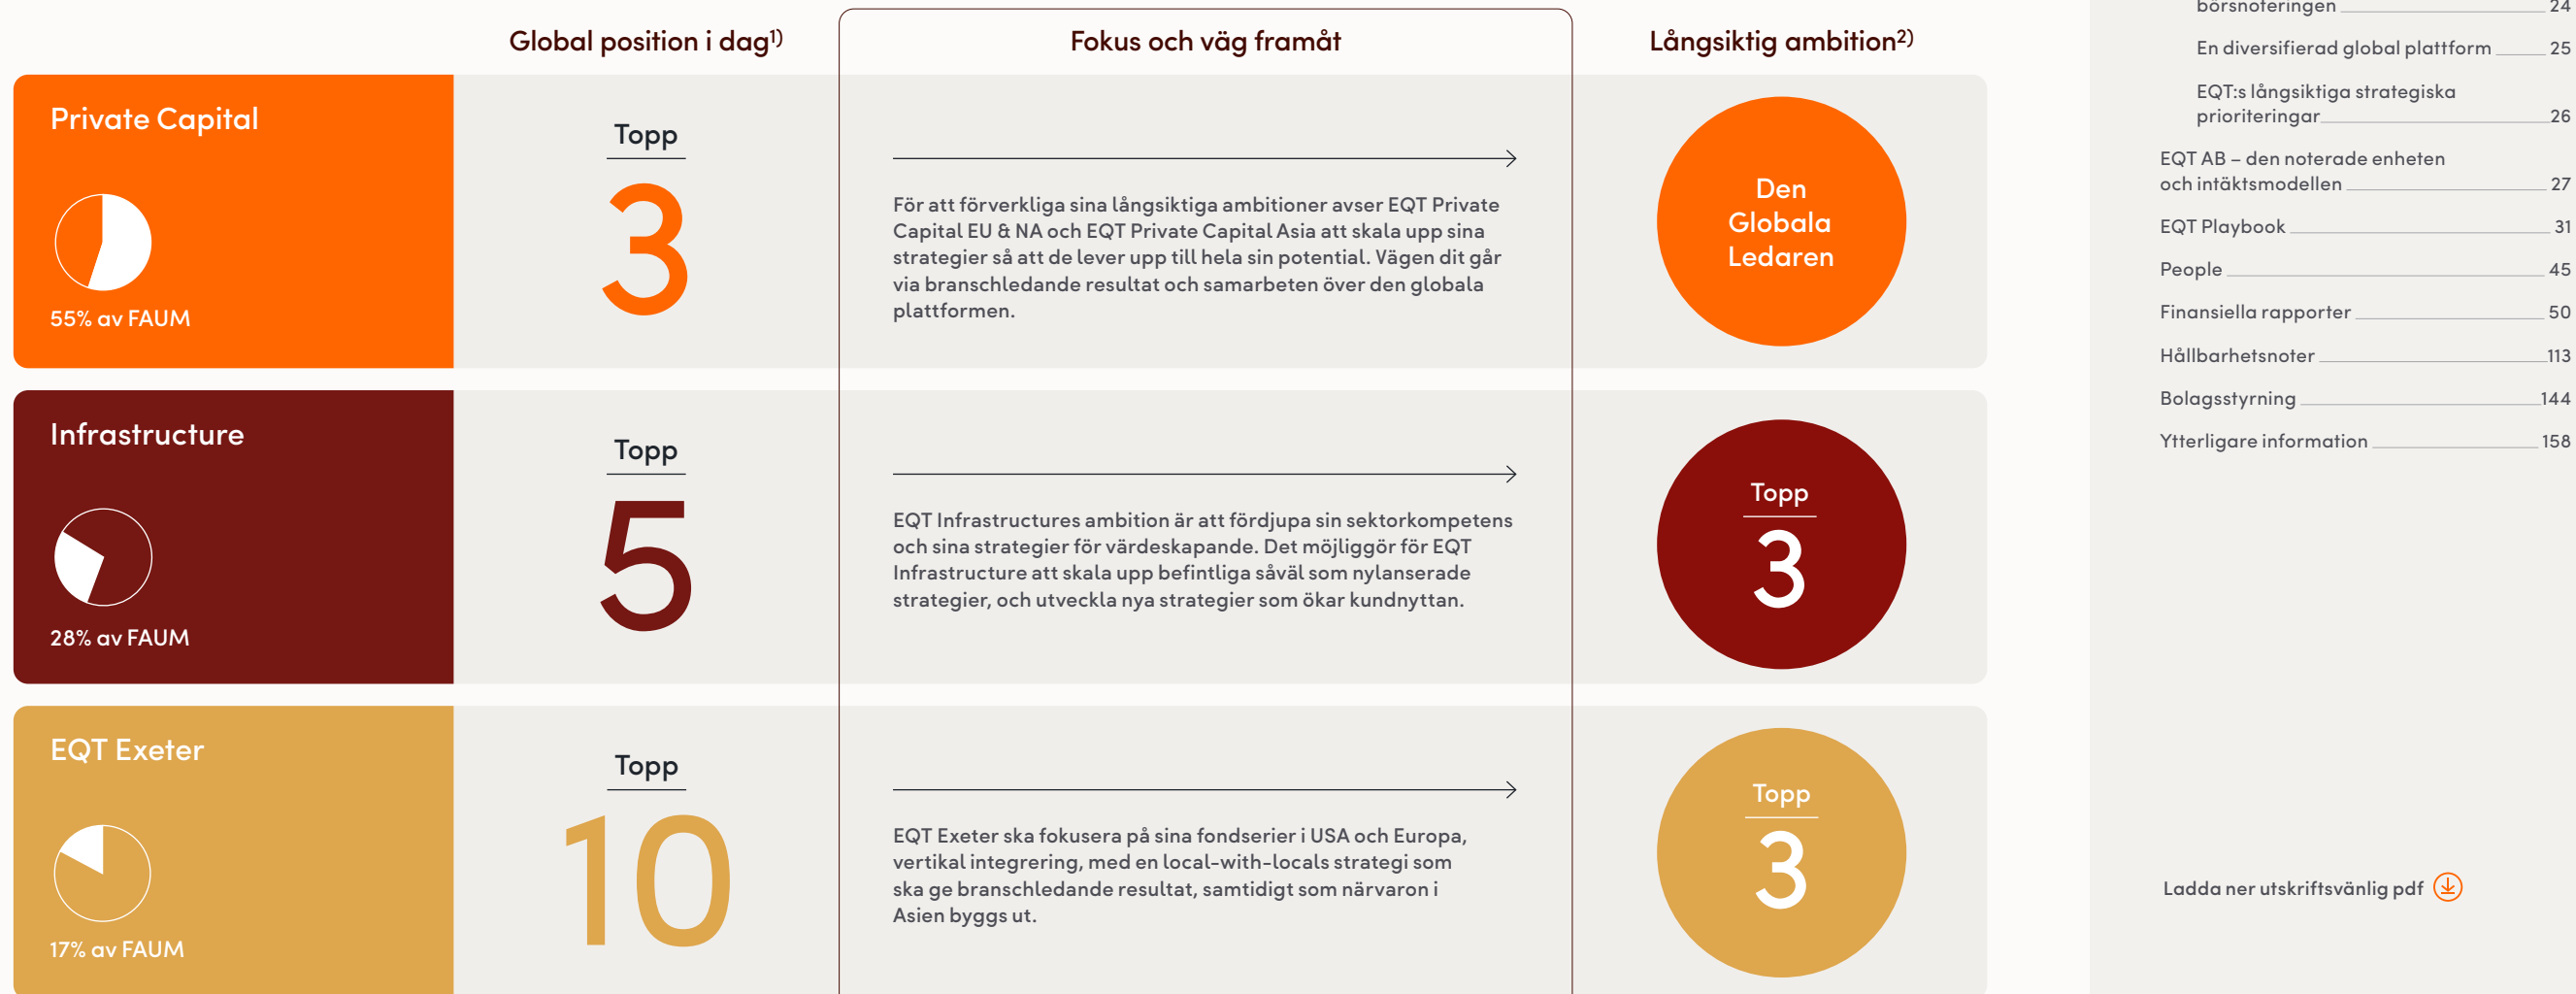 Global position i dag1)
Fokus och väg framåt
Långsiktig ambition2)
Private Capital
55% av FAUM
Topp
3
För att förverkliga sina långsiktiga ambitioner avser EQT Private
Capital EU & NA och EQT Private Capital Asia att skala upp sina
strategier så att de lever upp till hela sin potential. Vägen dit går
via branschledande resultat och samarbeten över den globala
plattformen.
Den
Globala
Ledaren
Infrastructure
28% av FAUM
Topp
5
EQT Infrastructures ambition är att fördjupa sin sektorkompetens
och sina strategier för värdeskapande. Det möjliggör för EQT
Infrastructure att skala upp befintliga såväl som nylanserade
strategier, och utveckla nya strategier som ökar kundnyttan.
Topp
3
EQT Exeter
17% av FAUM
Topp
10
EQT Exeter ska fokusera på sina fondserier i USA och Europa,
vertikal integrering, med en local-with-locals strategi som
ska ge branschledande resultat, samtidigt som närvaron i
Asien byggs ut.
Topp
3
börsnoteringen 24
En diversifierad global plattform 25
EQT:s långsiktiga strategiska
prioriteringar 26
EQT AB – den noterade enheten
och intäktsmodellen 27
EQT Playbook 31
People 45
Finansiella rapporter 50
Hållbarhetsnoter 113
Bolagsstyrning 144
Ytterligare information 158
Ladda ner utskriftsvänlig pdf